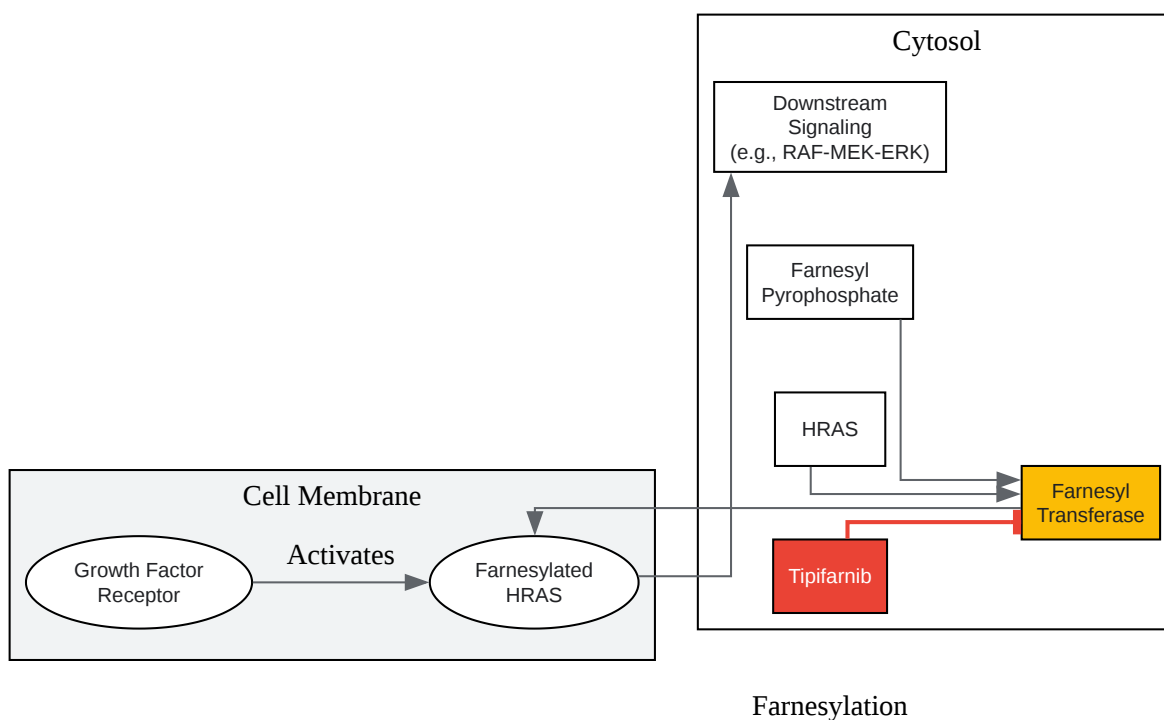 Cytosol
Downstream
Signaling
(e.g., RAF-MEK-ERK)
Farnesyl
Pyrophosphate
HRAS
Farnesyl
Transferase
Tipifarnib
Cell Membrane
Activates
Growth Factor
Receptor
Farnesylated
HRAS
Farnesylation